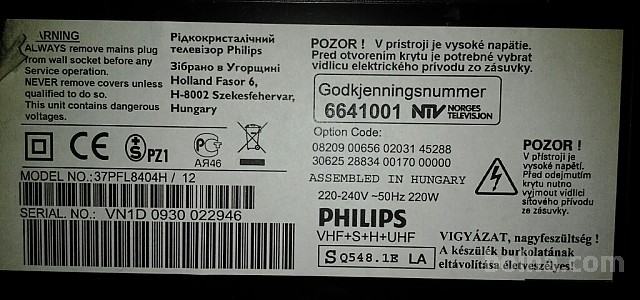 WARNING
ALWAYS remove mains plug
from wall socket before any
Service operation.
NEVER remove covers unless
qualified to do so.
This unit contains dangerous
voltages.
Рідкокристалічний
телевізор Philips
Зібрано в Угорщині
Holland Fasor 6,
H-8002 Szekesfehervar,
Hungary
CE
S
PZ1
РС
АЯ46
MODEL NO.:37PFL8404H / 12
SERIAL NO.: VN1D 0930 022946
POZOR ! V prístroji je vysoké napätie.
Pred otvorením krytu je potrebné vybrat
vidlicu elektrického prívodu zo zásuvky.
Godkjenningsnummer
6641001 NTV NORGES
TELEVISJON
Option Code:
08209 00656 02031 45288
30625 28834 00170 00000
ASSEMBLED IN HUNGARY
220-240V ~50Hz 220W
PHILIPS
VHF+S+H+UHF
S Q548.1E LA
POZOR !
V přístroji je
vysoké napětí.
Před odejmutím
krytu nutno
vyjmout vidlici
síťového přívodu
ze zásuvky.
VIGYÁZAT, nagyfeszültség !
A készülék burkolatának
eltávolítása életveszélyes!